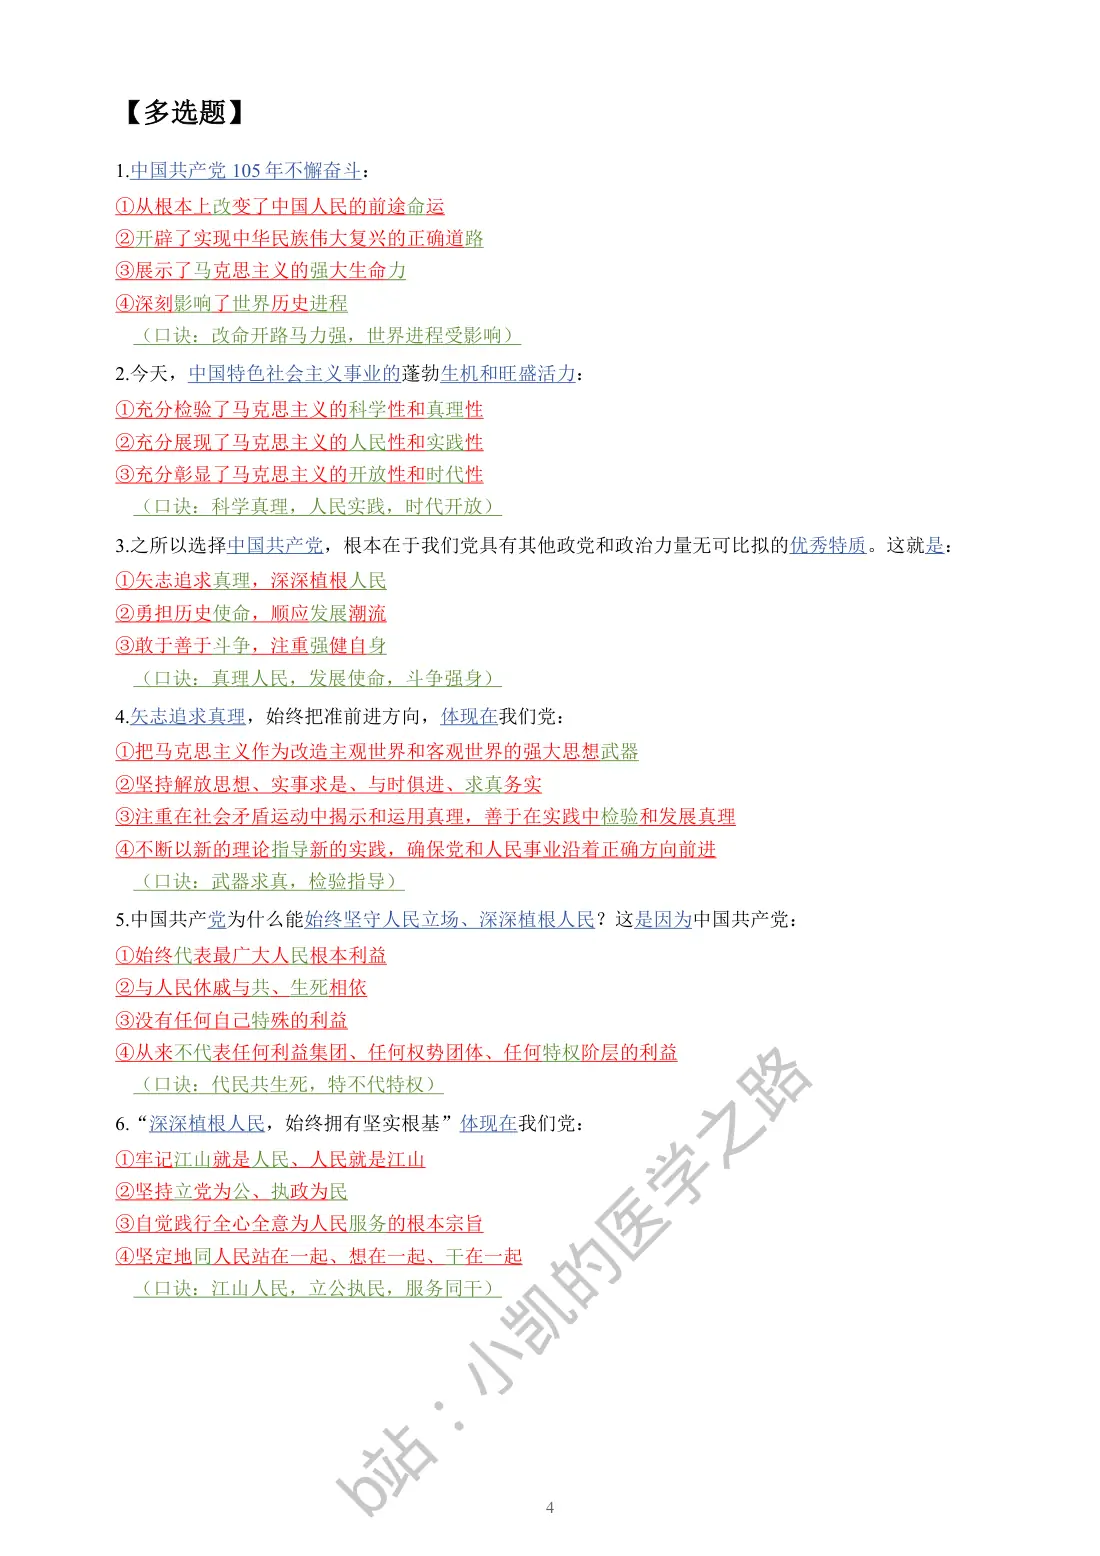 【多选题】
1.中国共产党 105 年不懈奋斗：
①从根本上改变了中国人民的前途命运
②开辟了实现中华民族伟大复兴的正确道路
③展示了马克思主义的强大生命力
④深刻影响了世界历史进程
（口诀：改命开路马力强，世界进程受影响）
2.今天，中国特色社会主义事业的蓬勃生机和旺盛活力：
①充分检验了马克思主义的科学性和真理性
②充分展现了马克思主义的人民性和实践性
③充分彰显了马克思主义的开放性和时代性
（口诀：科学真理，人民实践，时代开放）
3.之所以选择中国共产党，根本在于我们党具有其他政党和政治力量无可比拟的优秀特质。这就是：
①矢志追求真理，深深植根人民
②勇担历史使命，顺应发展潮流
③敢于善于斗争，注重强健自身
（口诀：真理人民，发展使命，斗争强身）
4.矢志追求真理，始终把准前进方向，体现在我们党：
①把马克思主义作为改造主观世界和客观世界的强大思想武器
②坚持解放思想、实事求是、与时俱进、求真务实
③注重在社会矛盾运动中揭示和运用真理，善于在实践中检验和发展真理
④不断以新的理论指导新的实践，确保党和人民事业沿着正确方向前进
（口诀：武器求真，检验指导）
5.中国共产党为什么能始终坚守人民立场、深深植根人民？这是因为中国共产党：
①始终代表最广大人民根本利益
②与人民休戚与共、生死相依
③没有任何自己特殊的利益
④从来不代表任何利益集团、任何权势团体、任何特权阶层的利益
（口诀：代民共生死，特不代特权）
6.“深深植根人民，始终拥有坚实根基”体现在我们党：
①牢记江山就是人民、人民就是江山
②坚持立党为公、执政为民
③自觉践行全心全意为人民服务的根本宗旨
④坚定地同人民站在一起、想在一起、干在一起
（口诀：江山人民，立公执民，服务同干）
b站：小凯的医学之路
4